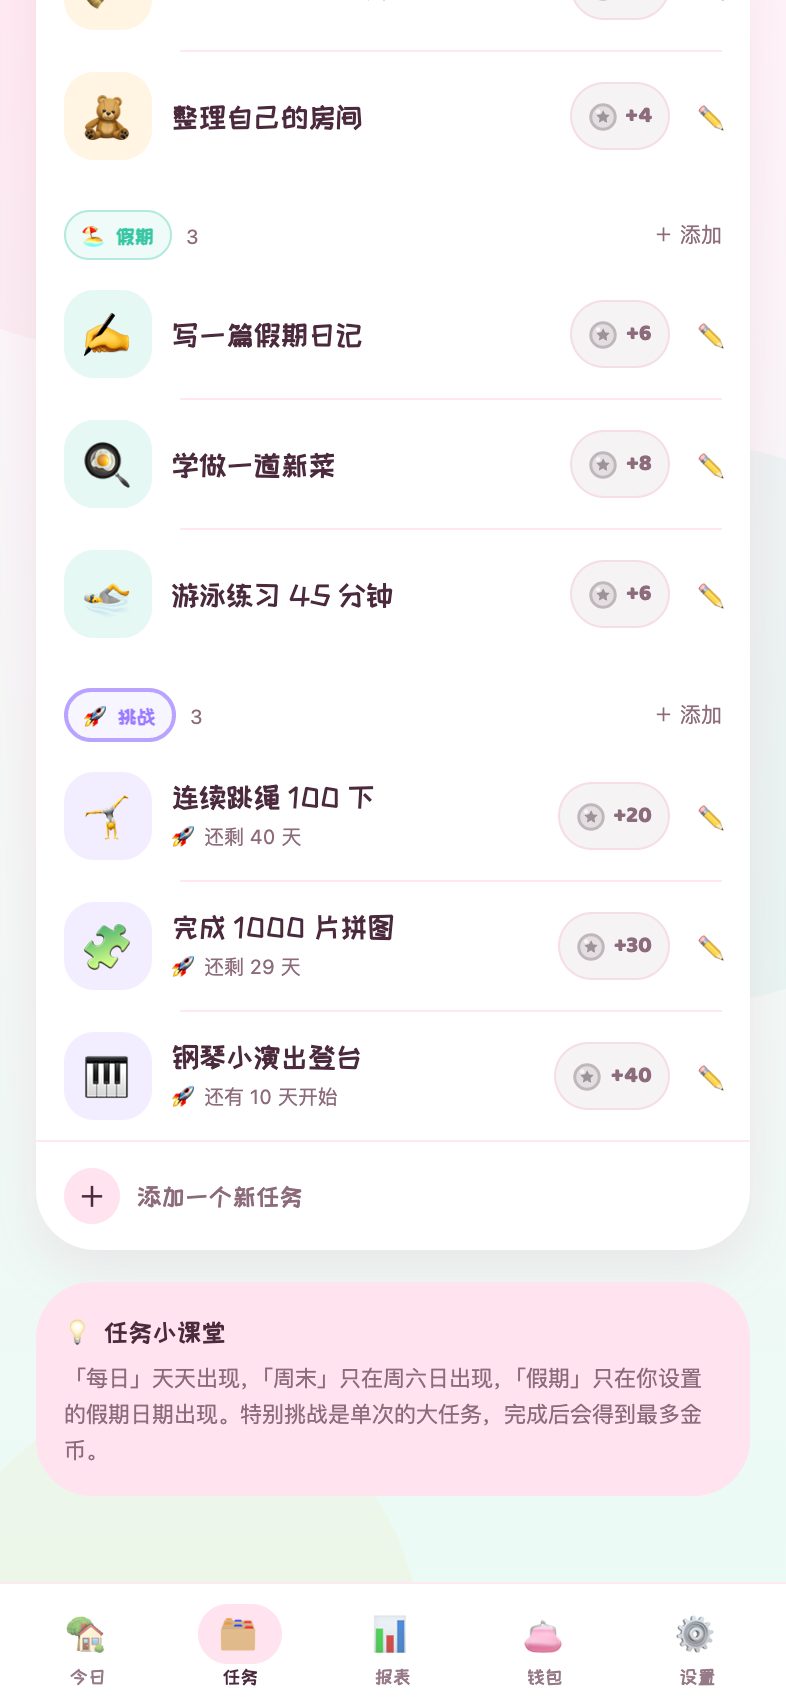 整理自己的房间
+4
假期
3
+ 添加
写一篇假期日记
+6
学做一道新菜
+8
游泳练习 45 分钟
+6
挑战
3
+ 添加
连续跳绳 100 下
还剩 40 天
+20
完成 1000 片拼图
还剩 29 天
+30
钢琴小演出登台
还有 10 天开始
+40
+ 添加一个新任务
任务小课堂
「每日」天天出现，「周末」只在周六日出现，「假期」只在你设置
的假期日期出现。特别挑战是单次的大任务，完成后会得到最多金
币。
今日
任务
报表
钱包
设置